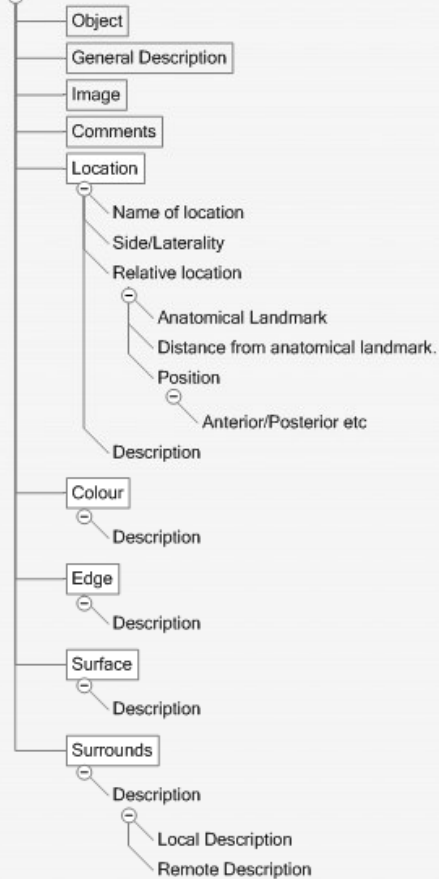 Object
General Description
Image
Comments
Location
Name of location
Side/Laterality
Relative location
Anatomical Landmark
Distance from anatomical landmark.
Position
Anterior/Posterior etc
Description
Colour
Description
Edge
Description
Surface
Description
Surrounds
Description
Local Description
Remote Description